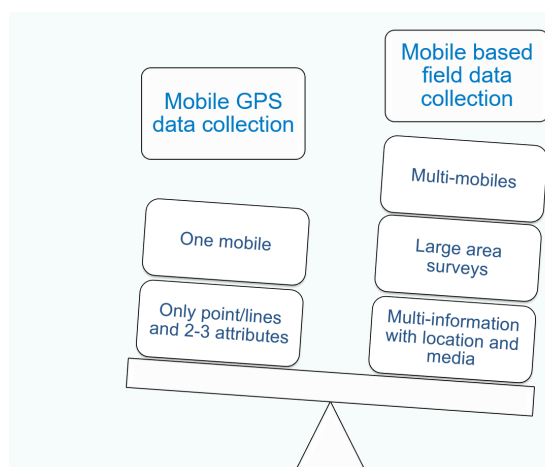 Mobile GPS
data collection
One mobile
Only point/lines
and 2-3 attributes
Mobile based
field data
collection
Multi-mobiles
Large area
surveys
Multi-information
with location and
media